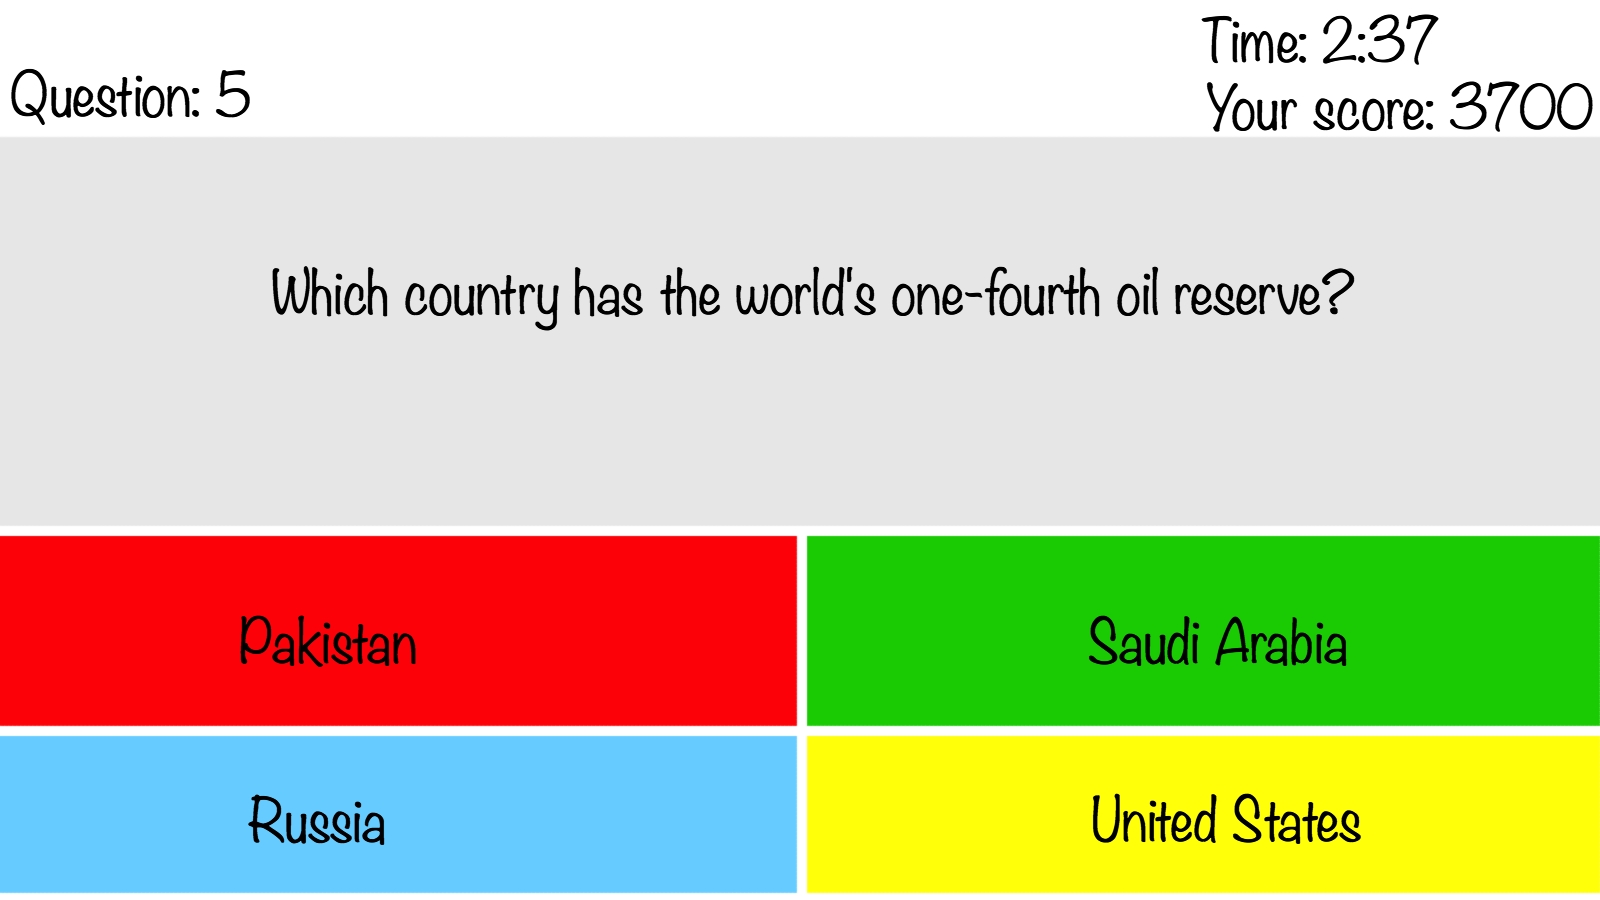 Time: 2:37
Question: 5
Your score: 3700
Which country has the world's one-fourth oil reserve?
Pakistan
Saudi Arabia
Russia
United States